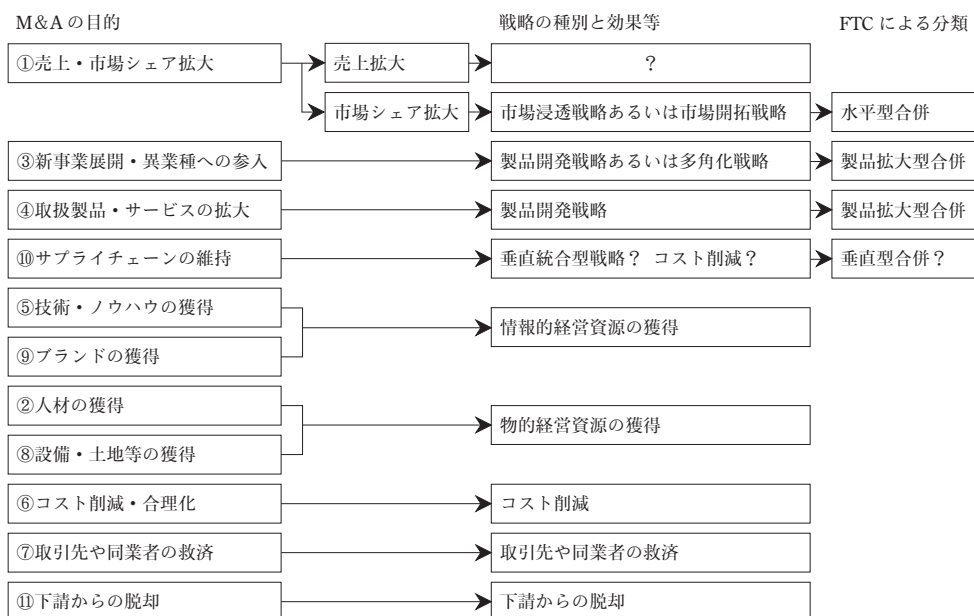 M&Aの目的　戦略の種別と効果等　FTCによる分類
①売上・市場シェア拡大　売上拡大　？
市場シェア拡大　市場浸透戦略あるいは市場開拓戦略　水平型合併
③新事業展開・異業種への参入　製品開発戦略あるいは多角化戦略　製品拡大型合併
④取扱製品・サービスの拡大　製品開発戦略　製品拡大型合併
⑩サプライチェーンの維持　垂直統合型戦略？ コスト削減？　垂直型合併？
⑤技術・ノウハウの獲得
情報的経営資源の獲得
⑨ブランドの獲得
②人材の獲得
物的経営資源の獲得
⑧設備・土地等の獲得
⑥コスト削減・合理化　コスト削減
⑦取引先や同業者の救済　取引先や同業者の救済
⑪下請からの脱却　下請からの脱却